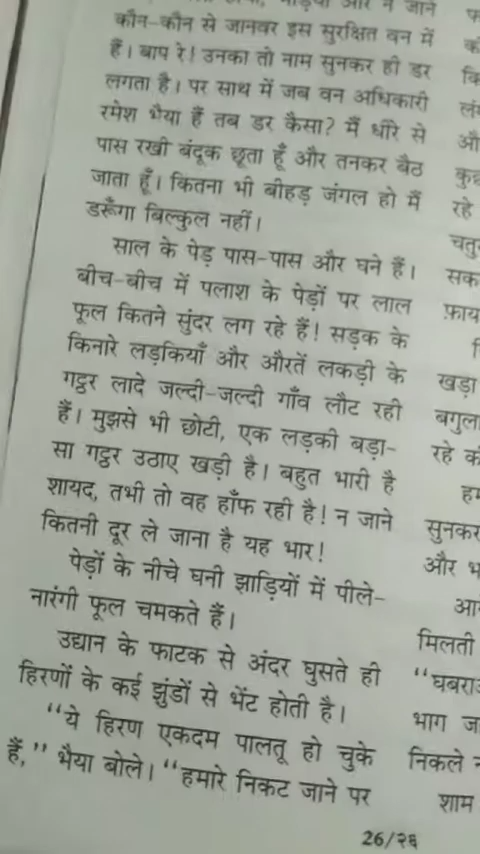 और न जाने
कौन-कौन से जानवर इस सुरक्षित वन में
हैं। बाप रे! उनका तो नाम सुनकर ही डर
लगता है। पर साथ में जब वन अधिकारी
रमेश भैया हैं तब डर कैसा? मैं धीरे से
पास रखी बंदूक छूता हूँ और तनकर बैठ
जाता हूँ। कितना भी बीहड़ जंगल हो मैं
डरूँगा बिल्कुल नहीं।
साल के पेड़ पास-पास और घने हैं।
बीच-बीच में पलाश के पेड़ों पर लाल
फूल कितने सुंदर लग रहे हैं! सड़क के
किनारे लड़कियाँ और औरतें लकड़ी के
गट्ठर लादे जल्दी-जल्दी गाँव लौट रही
हैं। मुझसे भी छोटी, एक लड़की बड़ा-
सा गट्ठर उठाए खड़ी है। बहुत भारी है
शायद, तभी तो वह हाँफ रही है! न जाने
कितनी दूर ले जाना है यह भार!
पेड़ों के नीचे घनी झाड़ियों में पीले-
नारंगी फूल चमकते हैं।
उद्यान के फाटक से अंदर घुसते ही
हिरणों के कई झुंडों से भेंट होती है।
“ये हिरण एकदम पालतू हो चुके
हैं,” भैया बोले। “हमारे निकट जाने पर
रहे
खड़ा
रहे
सुनकर
और
मिलती
भाग
निकले
शाम
26/२६